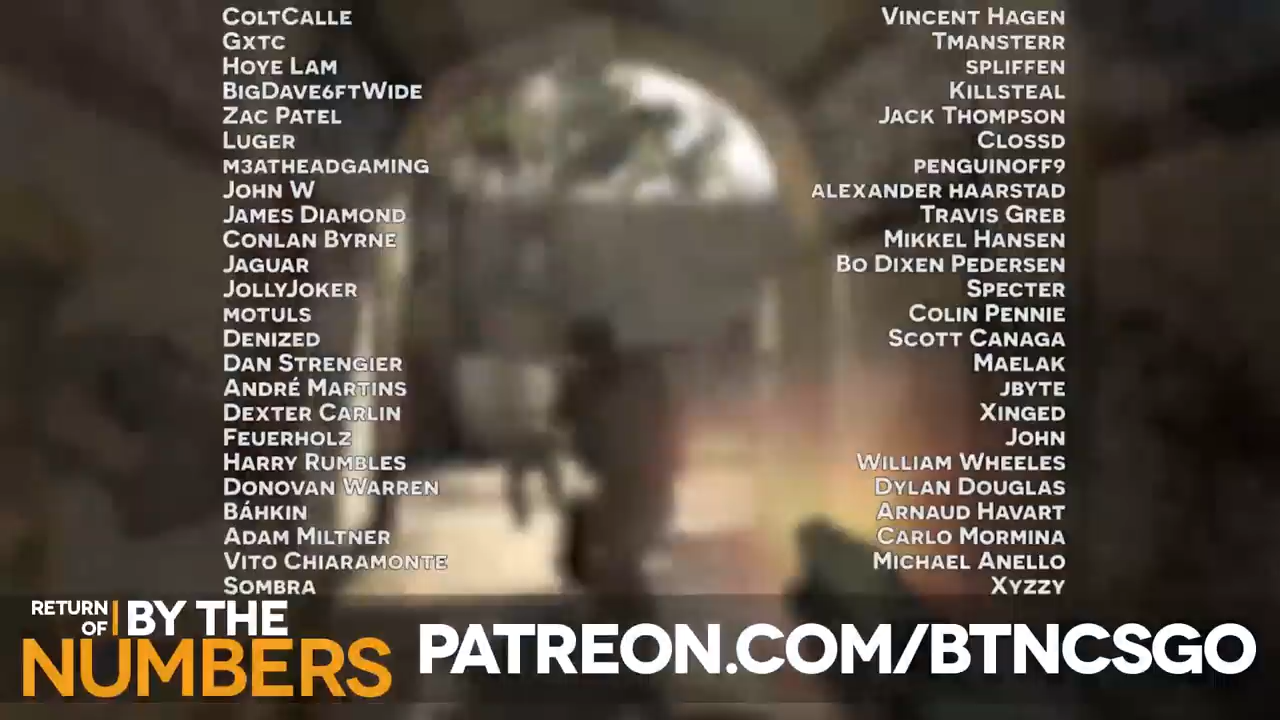 ColtCalle
Gxtc
Hoye Lam
BigDave6ftWide
Zac Patel
Luger
m3atheadgaming
John W
James Diamond
Conlan Byrne
Jaguar
JollyJoker
motuls
Denized
Dan Strengier
André Martins
Dexter Carlin
Feuerholz
Harry Rumbles
Donovan Warren
Báhkin
Adam Miltner
Vito Chiaramonte
Sombra
Vincent Hagen
Tmansterr
spliffen
Killsteal
Jack Thompson
Clossd
penguinoff9
alexander haarstad
Travis Greb
Mikkel Hansen
Bo Dixen Pedersen
Specter
Colin Pennie
Scott Canaga
Maelak
jbyte
Xinged
John
William Wheeles
Dylan Douglas
Arnaud Havart
Carlo Mormina
Michael Anello
Xyzzy
RETURN OF
BY THE
NUMBERS
PATREON.COM/BTNCSGO